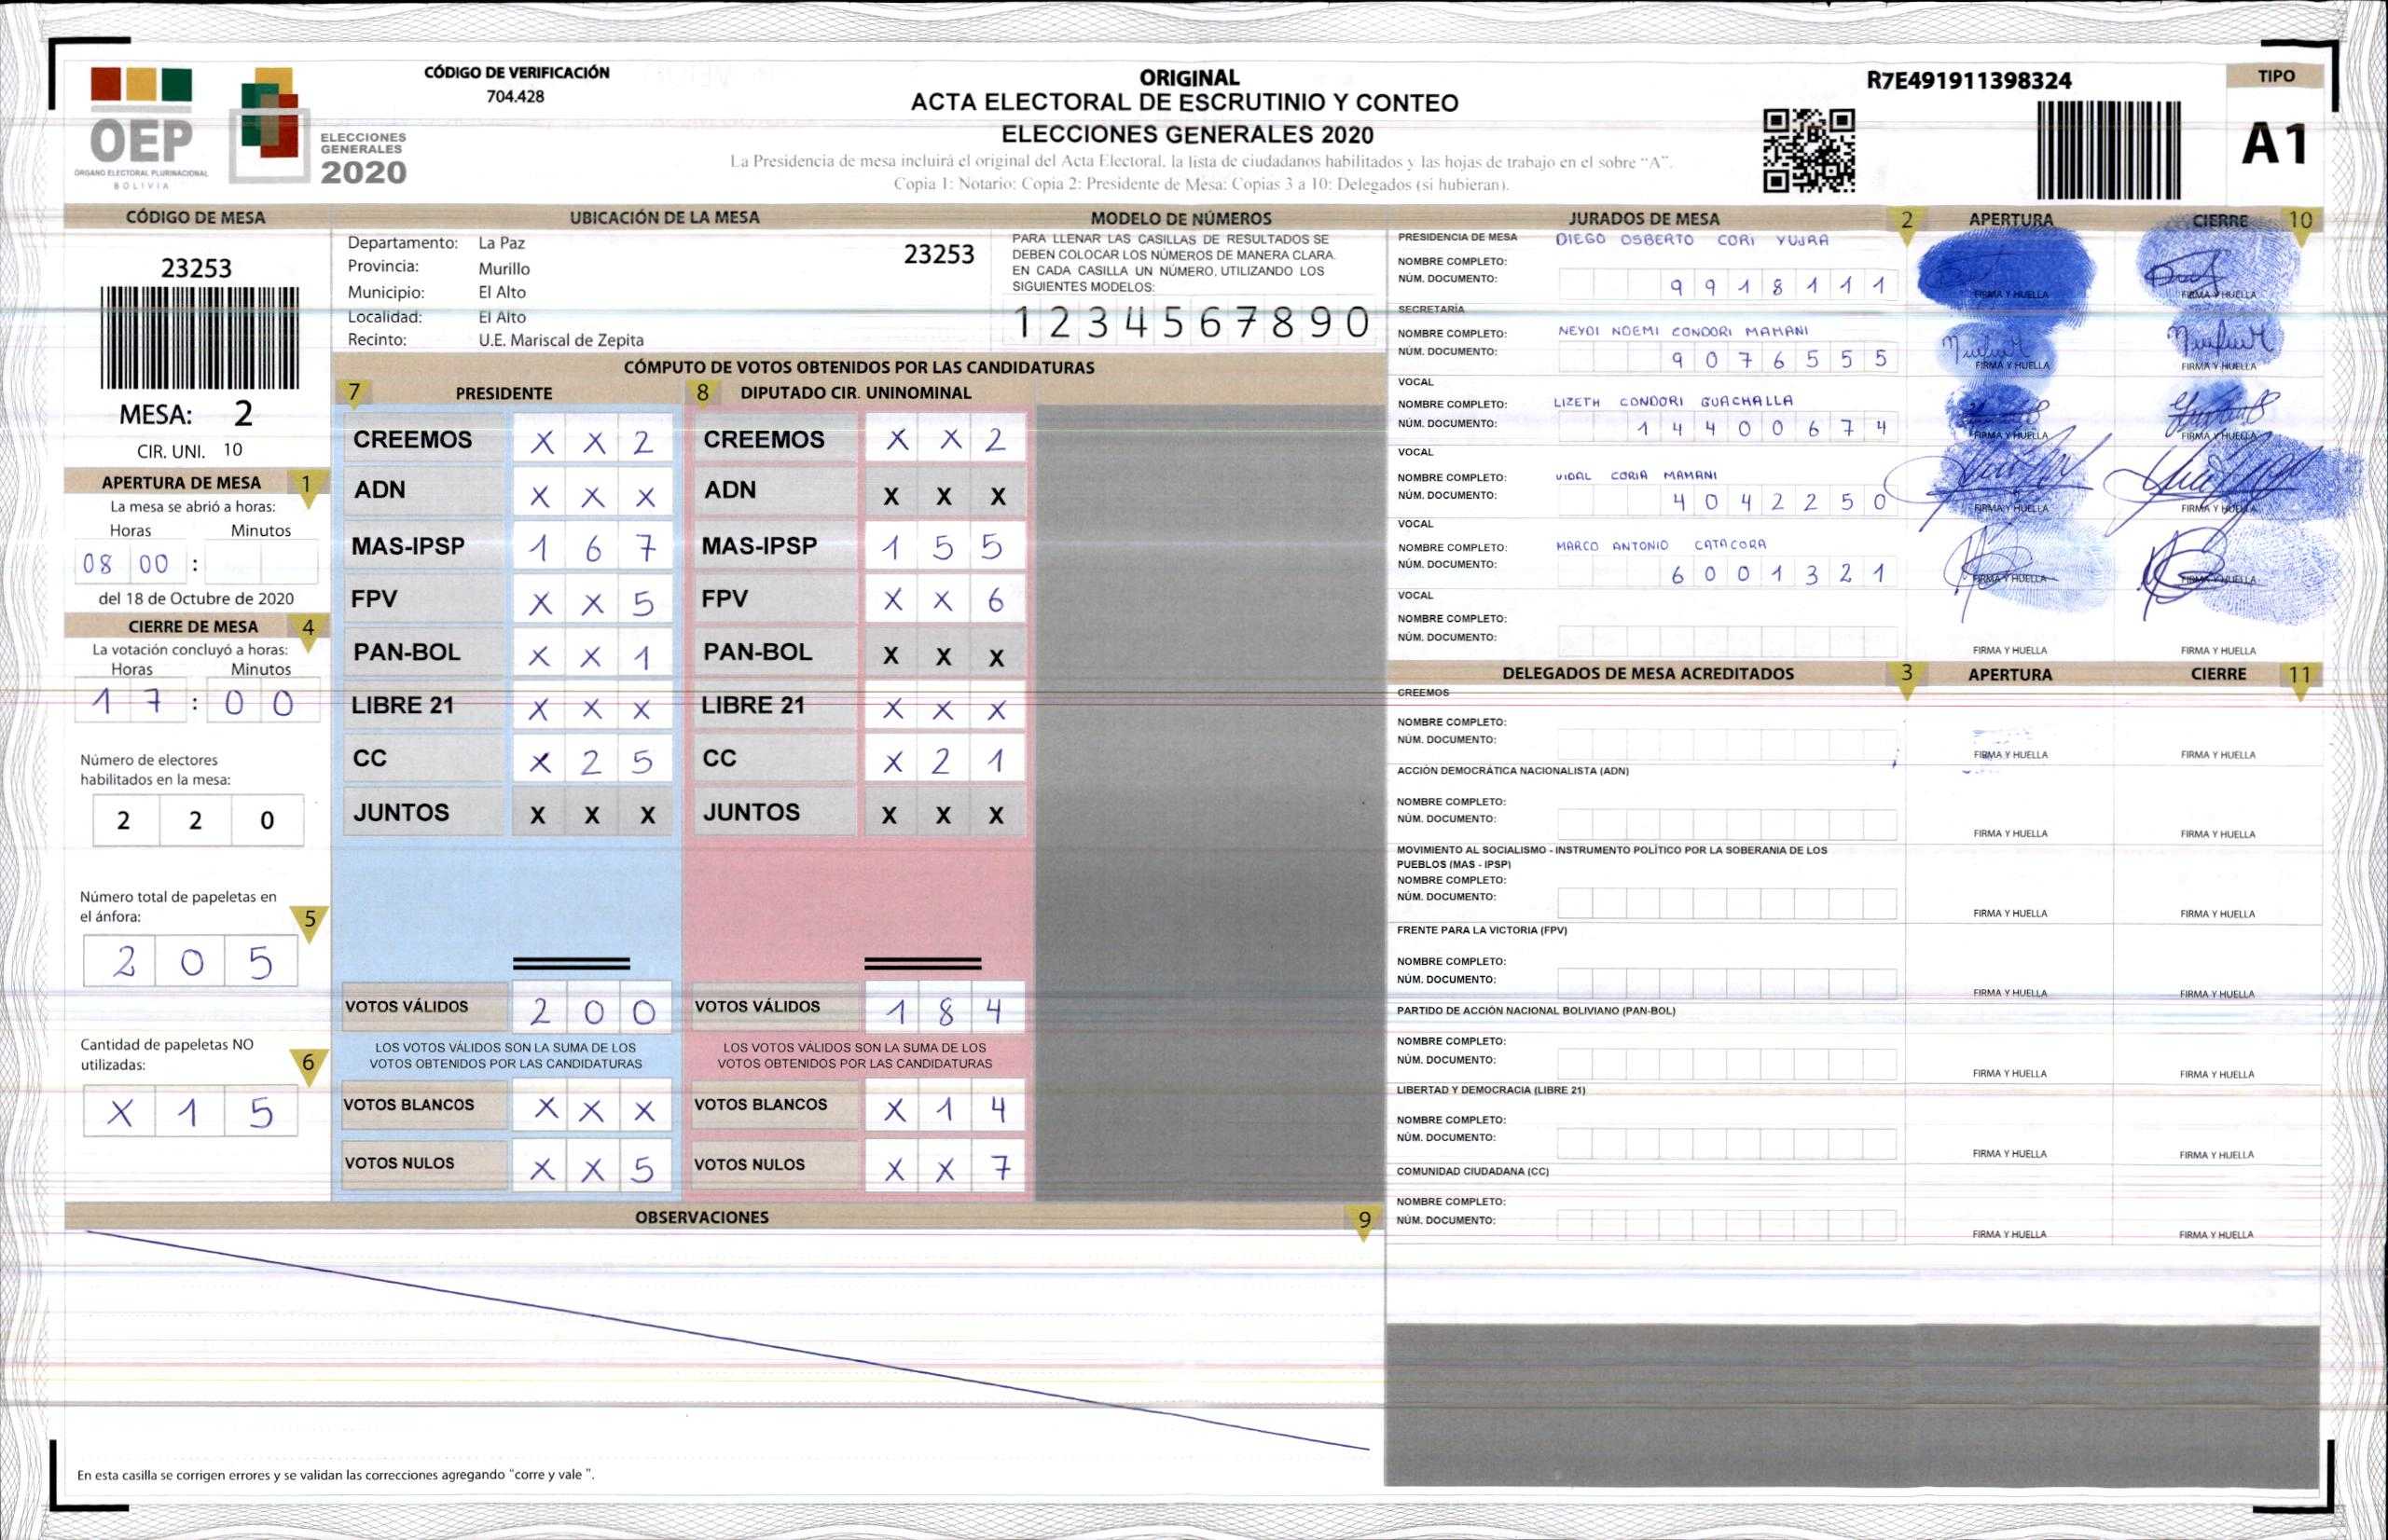 CÓDIGO DE VERIFICACIÓN
704.428
OEP
ÓRGANO ELECTORAL PLURINACIONAL
BOLIVIA
ELECCIONES
GENERALES
2020
ORIGINAL
ACTA ELECTORAL DE ESCRUTINIO Y CONTEO
ELECCIONES GENERALES 2020
La Presidencia de mesa incluirá el original del Acta Electoral, la lista de ciudadanos habilitados y las hojas de trabajo en el sobre "A".
Copia 1: Notario; Copia 2: Presidente de Mesa; Copias 3 a 10: Delegados (si hubieran).
R7E491911398324
TIPO
A1
CÓDIGO DE MESA
23253
MESA: 2
CIR. UNI. 10
APERTURA DE MESA 1
La mesa se abrió a horas:
Horas Minutos
08 00 :
del 18 de Octubre de 2020
CIERRE DE MESA 4
La votación concluyó a horas:
Horas Minutos
1 7 : 0 0
Número de electores
habilitados en la mesa:
2 2 0
Número total de papeletas en
el ánfora: 5
2 0 5
Cantidad de papeletas NO
utilizadas: 6
X 1 5
UBICACIÓN DE LA MESA
Departamento: La Paz 23253
Provincia: Murillo
Municipio: El Alto
Localidad: El Alto
Recinto: U.E. Mariscal de Zepita
MODELO DE NÚMEROS
PARA LLENAR LAS CASILLAS DE RESULTADOS SE
DEBEN COLOCAR LOS NÚMEROS DE MANERA CLARA.
EN CADA CASILLA UN NÚMERO, UTILIZANDO LOS
SIGUIENTES MODELOS:
1 2 3 4 5 6 7 8 9 0
CÓMPUTO DE VOTOS OBTENIDOS POR LAS CANDIDATURAS
7 PRESIDENTE 8 DIPUTADO CIR. UNINOMINAL
CREEMOS X X 2 CREEMOS X X 2
ADN X X X ADN X X X
MAS-IPSP 1 6 7 MAS-IPSP 1 5 5
FPV X X 5 FPV X X 6
PAN-BOL X X 1 PAN-BOL X X X
LIBRE 21 X X X LIBRE 21 X X X
CC X 2 5 CC X 2 1
JUNTOS X X X JUNTOS X X X
VOTOS VÁLIDOS 2 0 0 VOTOS VÁLIDOS 1 8 4
LOS VOTOS VÁLIDOS SON LA SUMA DE LOS LOS VOTOS VÁLIDOS SON LA SUMA DE LOS
VOTOS OBTENIDOS POR LAS CANDIDATURAS VOTOS OBTENIDOS POR LAS CANDIDATURAS
VOTOS BLANCOS X X X VOTOS BLANCOS X 1 4
VOTOS NULOS X X 5 VOTOS NULOS X X 7
OBSERVACIONES 9
En esta casilla se corrigen errores y se validan las correcciones agregando "corre y vale ".
JURADOS DE MESA 2 APERTURA CIERRE 10
PRESIDENCIA DE MESA DIEGO OSBERTO CORI YUJRA
NOMBRE COMPLETO:
NÚM. DOCUMENTO: 9 9 1 8 1 1 1 FIRMA Y HUELLA FIRMA Y HUELLA
SECRETARÍA
NOMBRE COMPLETO: NEYDI NOEMI CONDORI MAMANI
NÚM. DOCUMENTO: 9 0 7 6 5 5 5 FIRMA Y HUELLA FIRMA Y HUELLA
VOCAL
NOMBRE COMPLETO: LIZETH CONDORI GUACHALLA
NÚM. DOCUMENTO: 1 4 4 0 0 6 7 4 FIRMA Y HUELLA FIRMA Y HUELLA
VOCAL
NOMBRE COMPLETO: VIDAL CORIA MAMANI
NÚM. DOCUMENTO: 4 0 4 2 2 5 0 FIRMA Y HUELLA FIRMA Y HUELLA
VOCAL
NOMBRE COMPLETO: MARCO ANTONIO CATACORA
NÚM. DOCUMENTO: 6 0 0 1 3 2 1 FIRMA Y HUELLA FIRMA Y HUELLA
VOCAL
NOMBRE COMPLETO:
NÚM. DOCUMENTO:
FIRMA Y HUELLA FIRMA Y HUELLA
DELEGADOS DE MESA ACREDITADOS 3 APERTURA CIERRE 11
CREEMOS
NOMBRE COMPLETO:
NÚM. DOCUMENTO:
FIRMA Y HUELLA FIRMA Y HUELLA
ACCIÓN DEMOCRÁTICA NACIONALISTA (ADN)
NOMBRE COMPLETO:
NÚM. DOCUMENTO:
FIRMA Y HUELLA FIRMA Y HUELLA
MOVIMIENTO AL SOCIALISMO - INSTRUMENTO POLÍTICO POR LA SOBERANIA DE LOS
PUEBLOS (MAS - IPSP)
NOMBRE COMPLETO:
NÚM. DOCUMENTO:
FIRMA Y HUELLA FIRMA Y HUELLA
FRENTE PARA LA VICTORIA (FPV)
NOMBRE COMPLETO:
NÚM. DOCUMENTO:
FIRMA Y HUELLA FIRMA Y HUELLA
PARTIDO DE ACCIÓN NACIONAL BOLIVIANO (PAN-BOL)
NOMBRE COMPLETO:
NÚM. DOCUMENTO:
FIRMA Y HUELLA FIRMA Y HUELLA
LIBERTAD Y DEMOCRACIA (LIBRE 21)
NOMBRE COMPLETO:
NÚM. DOCUMENTO:
FIRMA Y HUELLA FIRMA Y HUELLA
COMUNIDAD CIUDADANA (CC)
NOMBRE COMPLETO:
NÚM. DOCUMENTO:
FIRMA Y HUELLA FIRMA Y HUELLA